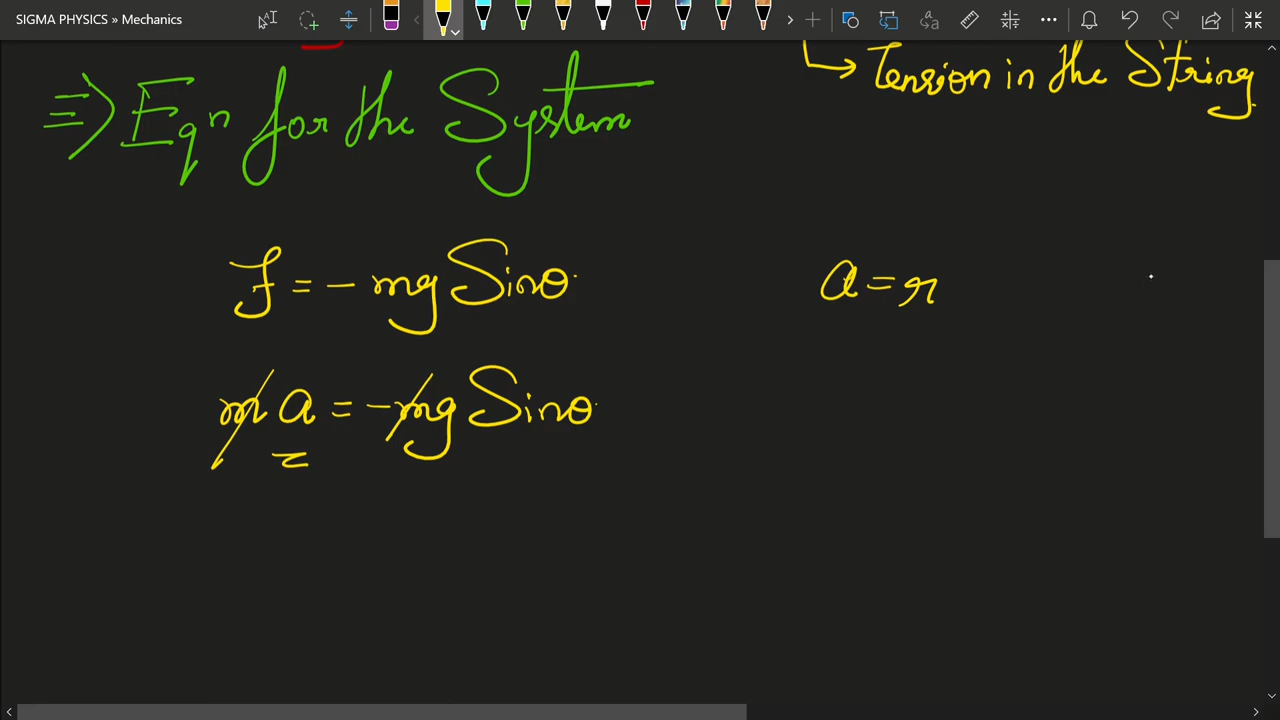 SIGMA PHYSICS » Mechanics
Tension in the String
⇒ Eqⁿ for the System
F = - mg Sinθ
a = r
ma = - mg Sinθ